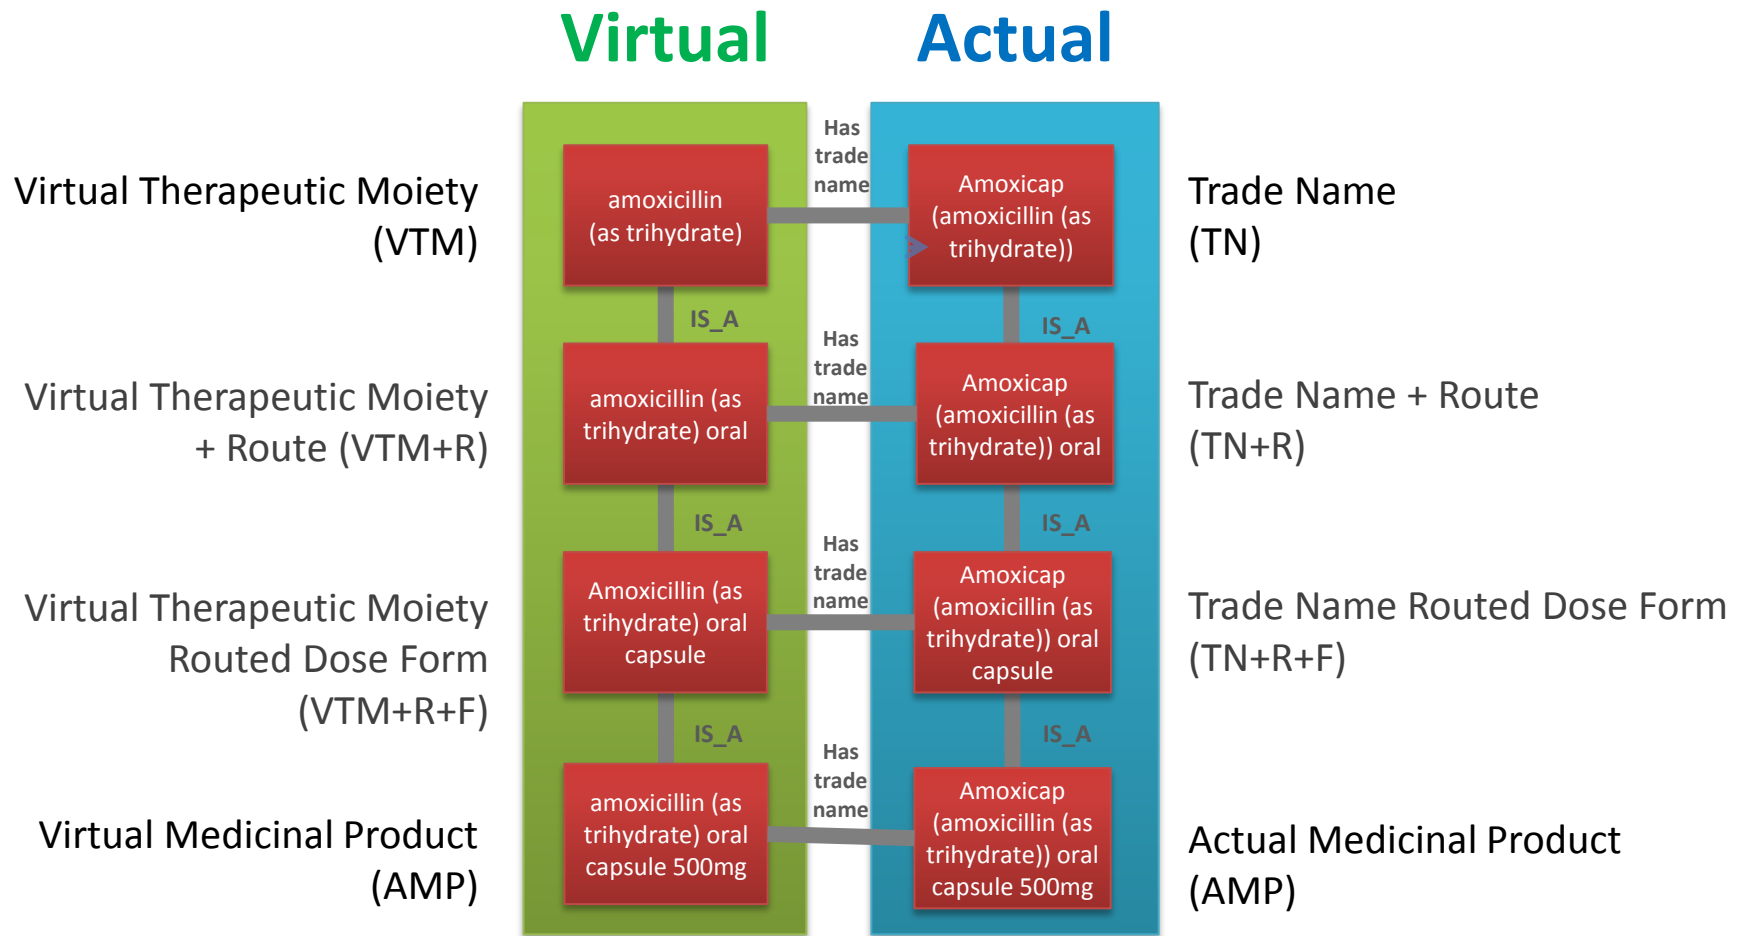 Virtual
Actual
Virtual Therapeutic Moiety
(VTM)
amoxicillin
(as trihydrate)
Has
trade
name
Amoxicap
(amoxicillin (as
trihydrate))
Trade Name
(TN)
IS_A
IS_A
Virtual Therapeutic Moiety
+ Route (VTM+R)
amoxicillin (as
trihydrate) oral
Has
trade
name
Amoxicap
(amoxicillin (as
trihydrate)) oral
Trade Name + Route
(TN+R)
IS_A
IS_A
Virtual Therapeutic Moiety
Routed Dose Form
(VTM+R+F)
Amoxicillin (as
trihydrate) oral
capsule
Has
trade
name
Amoxicap
(amoxicillin (as
trihydrate)) oral
capsule
Trade Name Routed Dose Form
(TN+R+F)
IS_A
IS_A
Virtual Medicinal Product
(AMP)
amoxicillin (as
trihydrate) oral
capsule 500mg
Has
trade
name
Amoxicap
(amoxicillin (as
trihydrate)) oral
capsule 500mg
Actual Medicinal Product
(AMP)